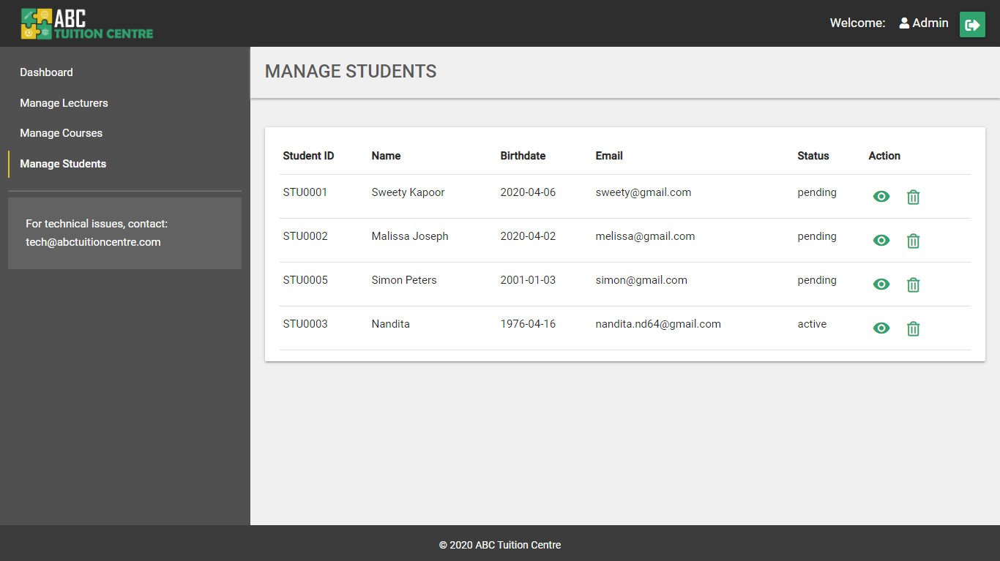 ABC
TUITION CENTRE
Welcome: Admin
Dashboard
Manage Lecturers
Manage Courses
Manage Students
For technical issues, contact:
tech@abctuitioncentre.com
MANAGE STUDENTS
Student ID Name Birthdate Email Status Action
STU0001 Sweety Kapoor 2020-04-06 sweety@gmail.com pending
STU0002 Malissa Joseph 2020-04-02 melissa@gmail.com pending
STU0005 Simon Peters 2001-01-03 simon@gmail.com pending
STU0003 Nandita 1976-04-16 nandita.nd64@gmail.com active
© 2020 ABC Tuition Centre